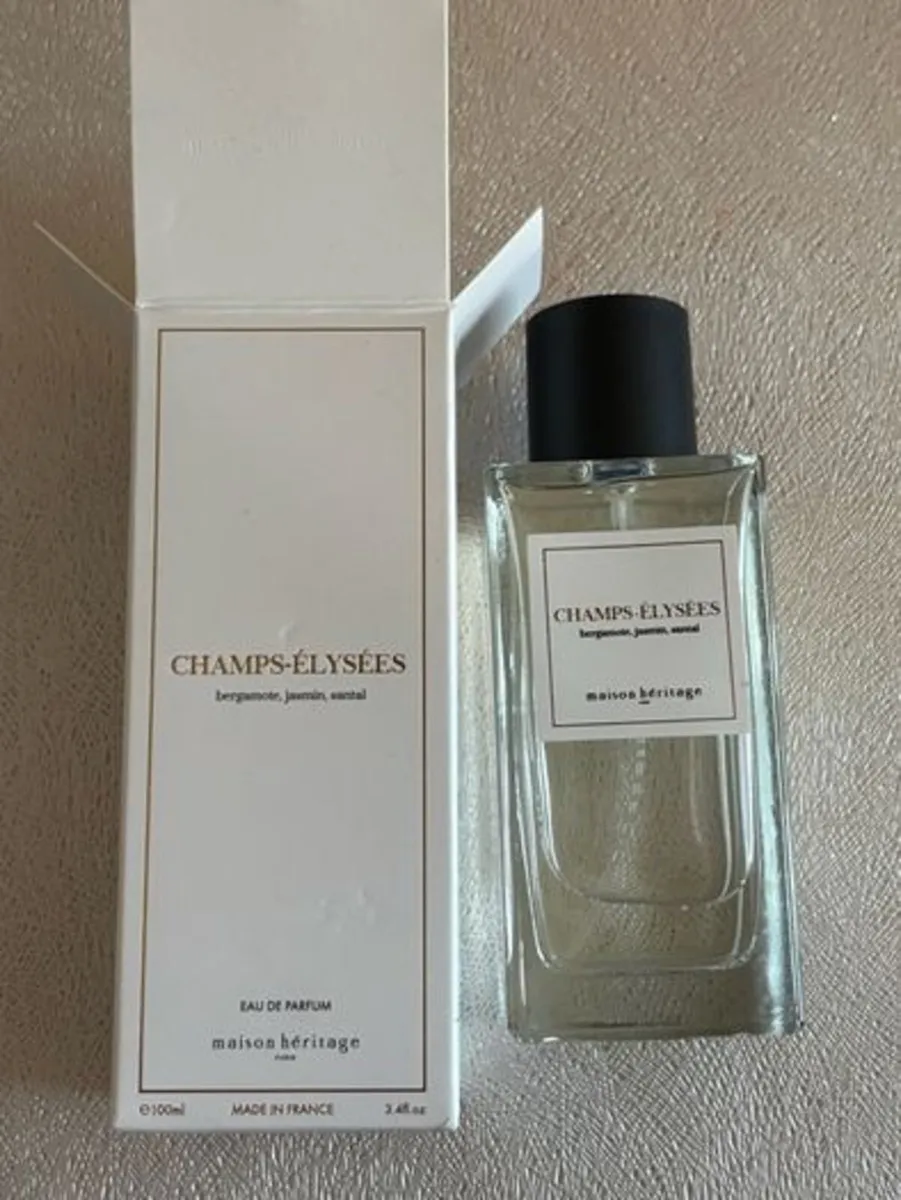 CHAMPS-ÉLYSÉES
bergamote, jasmin, santal
EAU DE PARFUM
maison héritage
PARIS
℮100ml MADE IN FRANCE 3.4fl.oz
CHAMPS-ÉLYSÉES
bergamote, jasmin, santal
maison héritage